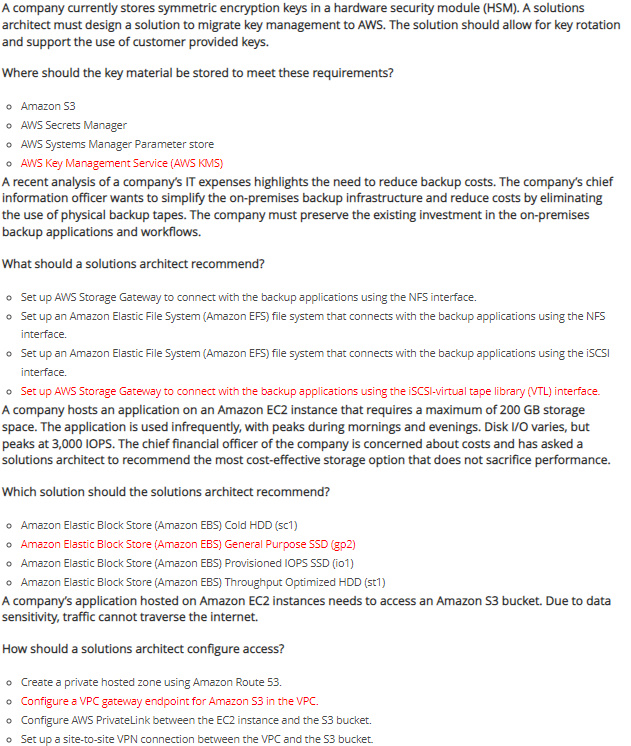 A company currently stores symmetric encryption keys in a hardware security module (HSM). A solutions
architect must design a solution to migrate key management to AWS. The solution should allow for key rotation
and support the use of customer provided keys.
Where should the key material be stored to meet these requirements?
Amazon S3
AWS Secrets Manager
AWS Systems Manager Parameter store
AWS Key Management Service (AWS KMS)
A recent analysis of a company's IT expenses highlights the need to reduce backup costs. The company's chief
information officer wants to simplify the on-premises backup infrastructure and reduce costs by eliminating
the use of physical backup tapes. The company must preserve the existing investment in the on-premises
backup applications and workflows.
What should a solutions architect recommend?
Set up AWS Storage Gateway to connect with the backup applications using the NFS interface.
Set up an Amazon Elastic File System (Amazon EFS) file system that connects with the backup applications using the NFS
interface.
Set up an Amazon Elastic File System (Amazon EFS) file system that connects with the backup applications using the iSCSI
interface.
Set up AWS Storage Gateway to connect with the backup applications using the iSCSI-virtual tape library (VTL) interface.
A company hosts an application on an Amazon EC2 instance that requires a maximum of 200 GB storage
space. The application is used infrequently, with peaks during mornings and evenings. Disk I/O varies, but
peaks at 3,000 IOPS. The chief financial officer of the company is concerned about costs and has asked a
solutions architect to recommend the most cost-effective storage option that does not sacrifice performance.
Which solution should the solutions architect recommend?
Amazon Elastic Block Store (Amazon EBS) Cold HDD (sc1)
Amazon Elastic Block Store (Amazon EBS) General Purpose SSD (gp2)
Amazon Elastic Block Store (Amazon EBS) Provisioned IOPS SSD (io1)
Amazon Elastic Block Store (Amazon EBS) Throughput Optimized HDD (st1)
A company's application hosted on Amazon EC2 instances needs to access an Amazon S3 bucket. Due to data
sensitivity, traffic cannot traverse the internet.
How should a solutions architect configure access?
Create a private hosted zone using Amazon Route 53.
Configure a VPC gateway endpoint for Amazon S3 in the VPC.
Configure AWS PrivateLink between the EC2 instance and the S3 bucket.
Set up a site-to-site VPN connection between the VPC and the S3 bucket.